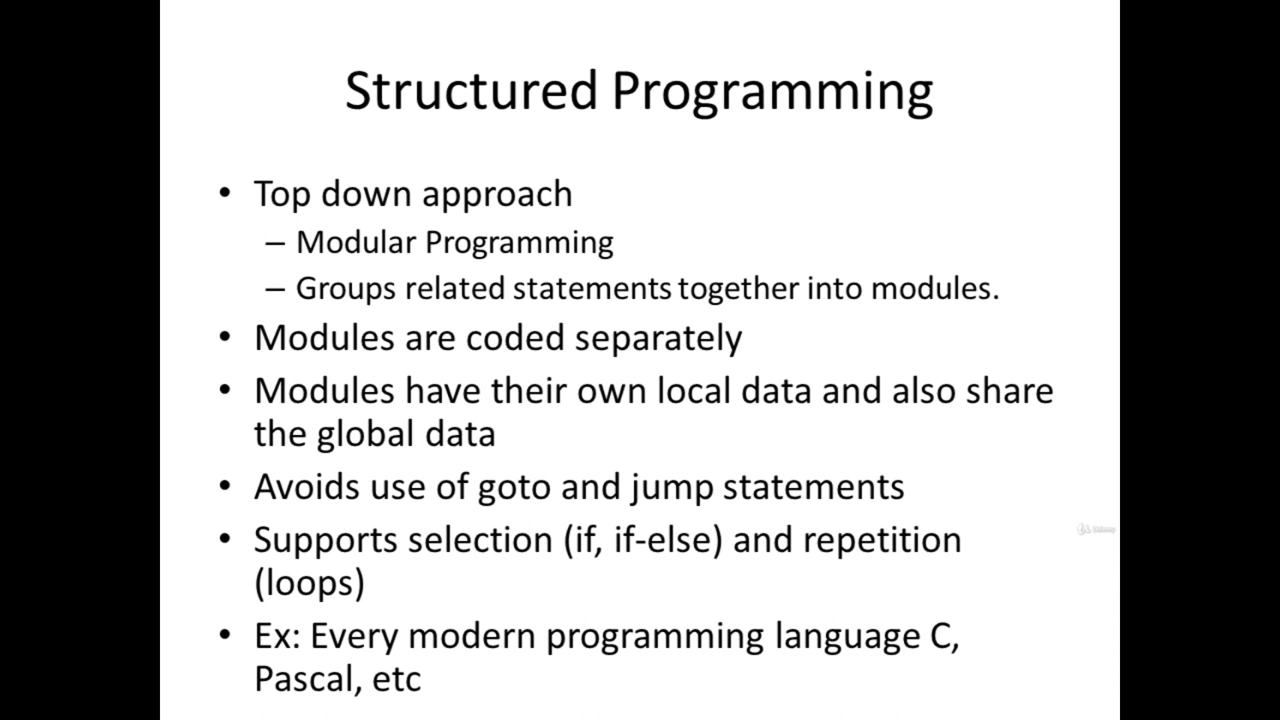 Structured Programming
• Top down approach
– Modular Programming
– Groups related statements together into modules.
• Modules are coded separately
• Modules have their own local data and also share
the global data
• Avoids use of goto and jump statements
• Supports selection (if, if-else) and repetition
(loops)
• Ex: Every modern programming language C,
Pascal, etc